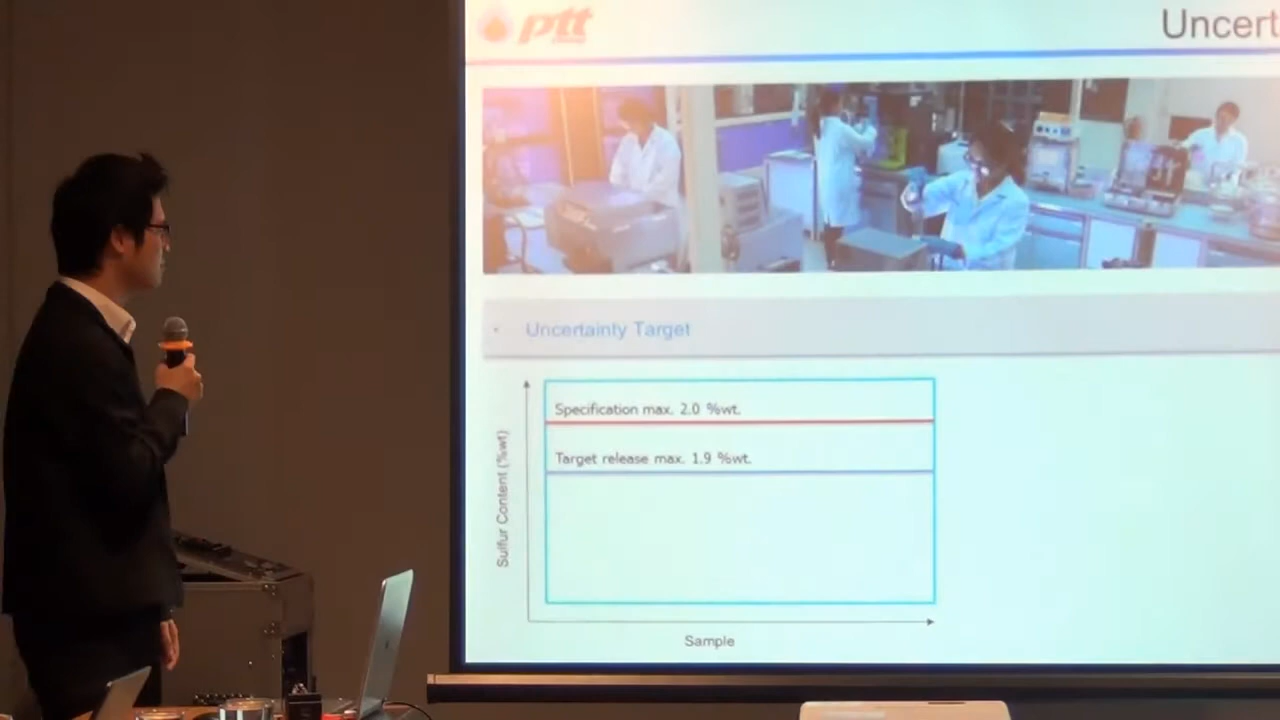 ptt
Uncert
• Uncertainty Target
Specification max. 2.0 %wt.
Target release max. 1.9 %wt.
Sulfur Content (%wt)
Sample